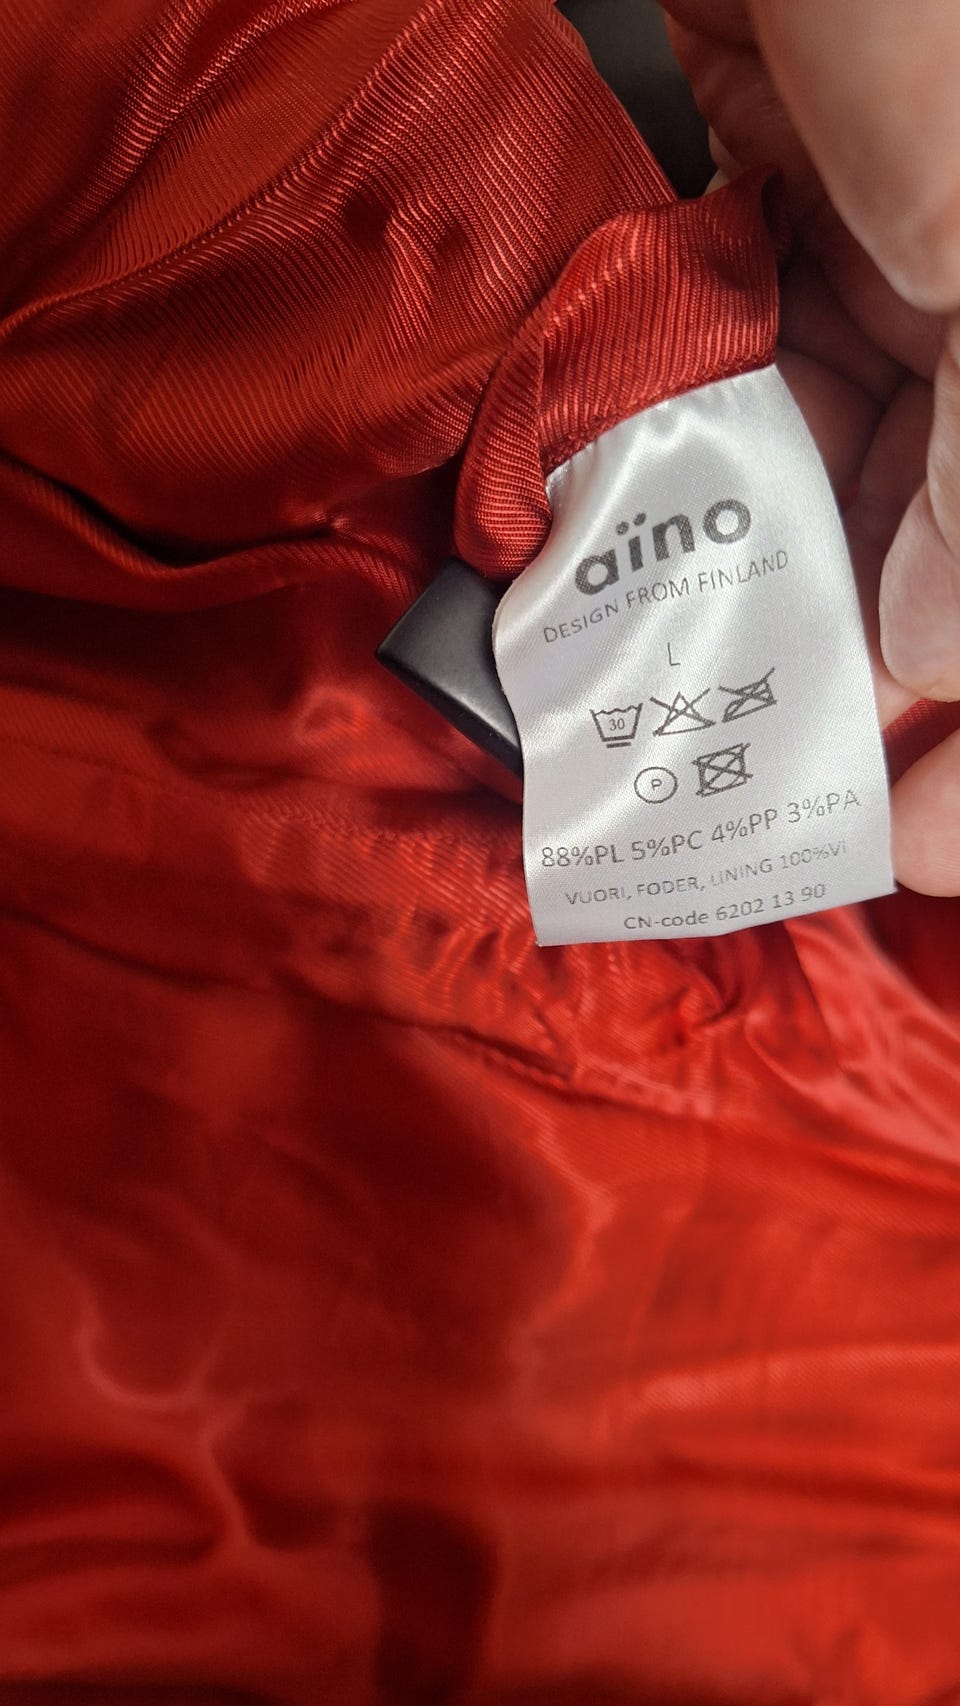 aïno
DESIGN FROM FINLAND
L
30
P
88%PL 5%PC 4%PP 3%PA
VUORI, FODER, LINING 100%VI
CN-code 6202 13 90